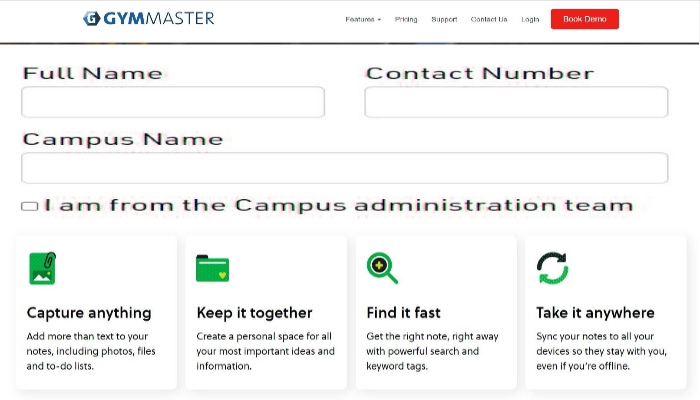 GYMMASTER
Features Pricing Support Contact Us Login Book Demo
Full Name Contact Number
Campus Name
I am from the Campus administration team
Capture anything
Add more than text to your
notes, including photos, files
and to-do lists.
Keep it together
Create a personal space for all
your most important ideas and
information.
Find it fast
Get the right note, right away
with powerful search and
keyword tags.
Take it anywhere
Sync your notes to all your
devices so they stay with you,
even if you're offline.